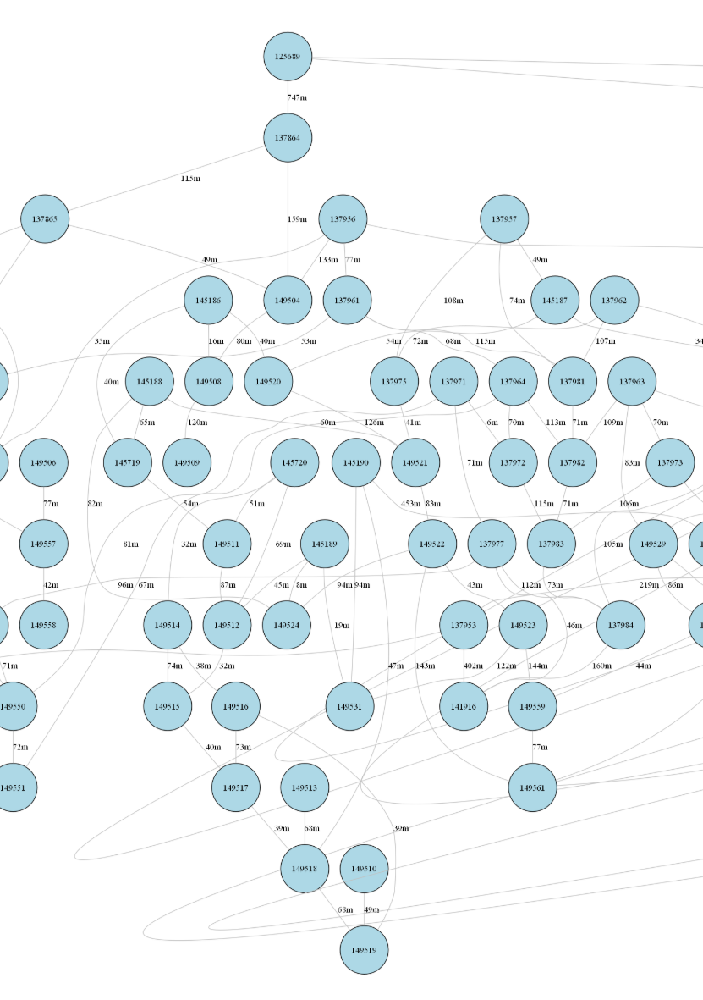 125689
747m
137864
115m
137865 159m 137956 137957
49m 133m 77m 49m
145186 149504 137961 108m 74m 145187 137962
35m 16m 80m 40m 53m 54m 72m 68m 115m 107m 34
40m 145188 149508 149520 137975 137971 137964 137981 137963
65m 120m 60m 126m 41m 6m 70m 113m 71m 109m 70m
149506 145719 149509 145720 145190 149521 71m 137972 137982 83m 137973
77m 82m 54m 51m 453m 83m 115m 71m 106m
149557 81m 32m 149511 69m 145189 149522 137977 137983 105m 149529
42m 96m 67m 87m 45m 8m 94m 94m 43m 112m 73m 219m 86m
149558 149514 149512 149524 19m 137953 149523 46m 137984
71m 74m 38m 32m 47m 143m 402m 122m 144m 160m 44m
149550 149515 149516 149531 141916 149559
72m 40m 73m 77m
149551 149517 149513 149561
39m 68m 39m
149518 149510
68m 49m
149519